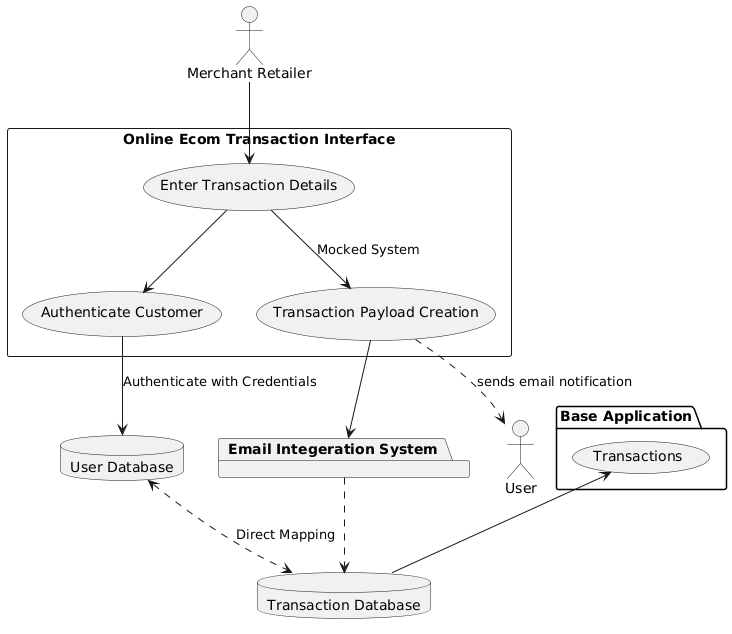 Merchant Retailer
Online Ecom Transaction Interface
Enter Transaction Details
Mocked System
Authenticate Customer
Transaction Payload Creation
Authenticate with Credentials
sends email notification
Base Application
Email Integeration System
Transactions
User Database
User
Direct Mapping
Transaction Database